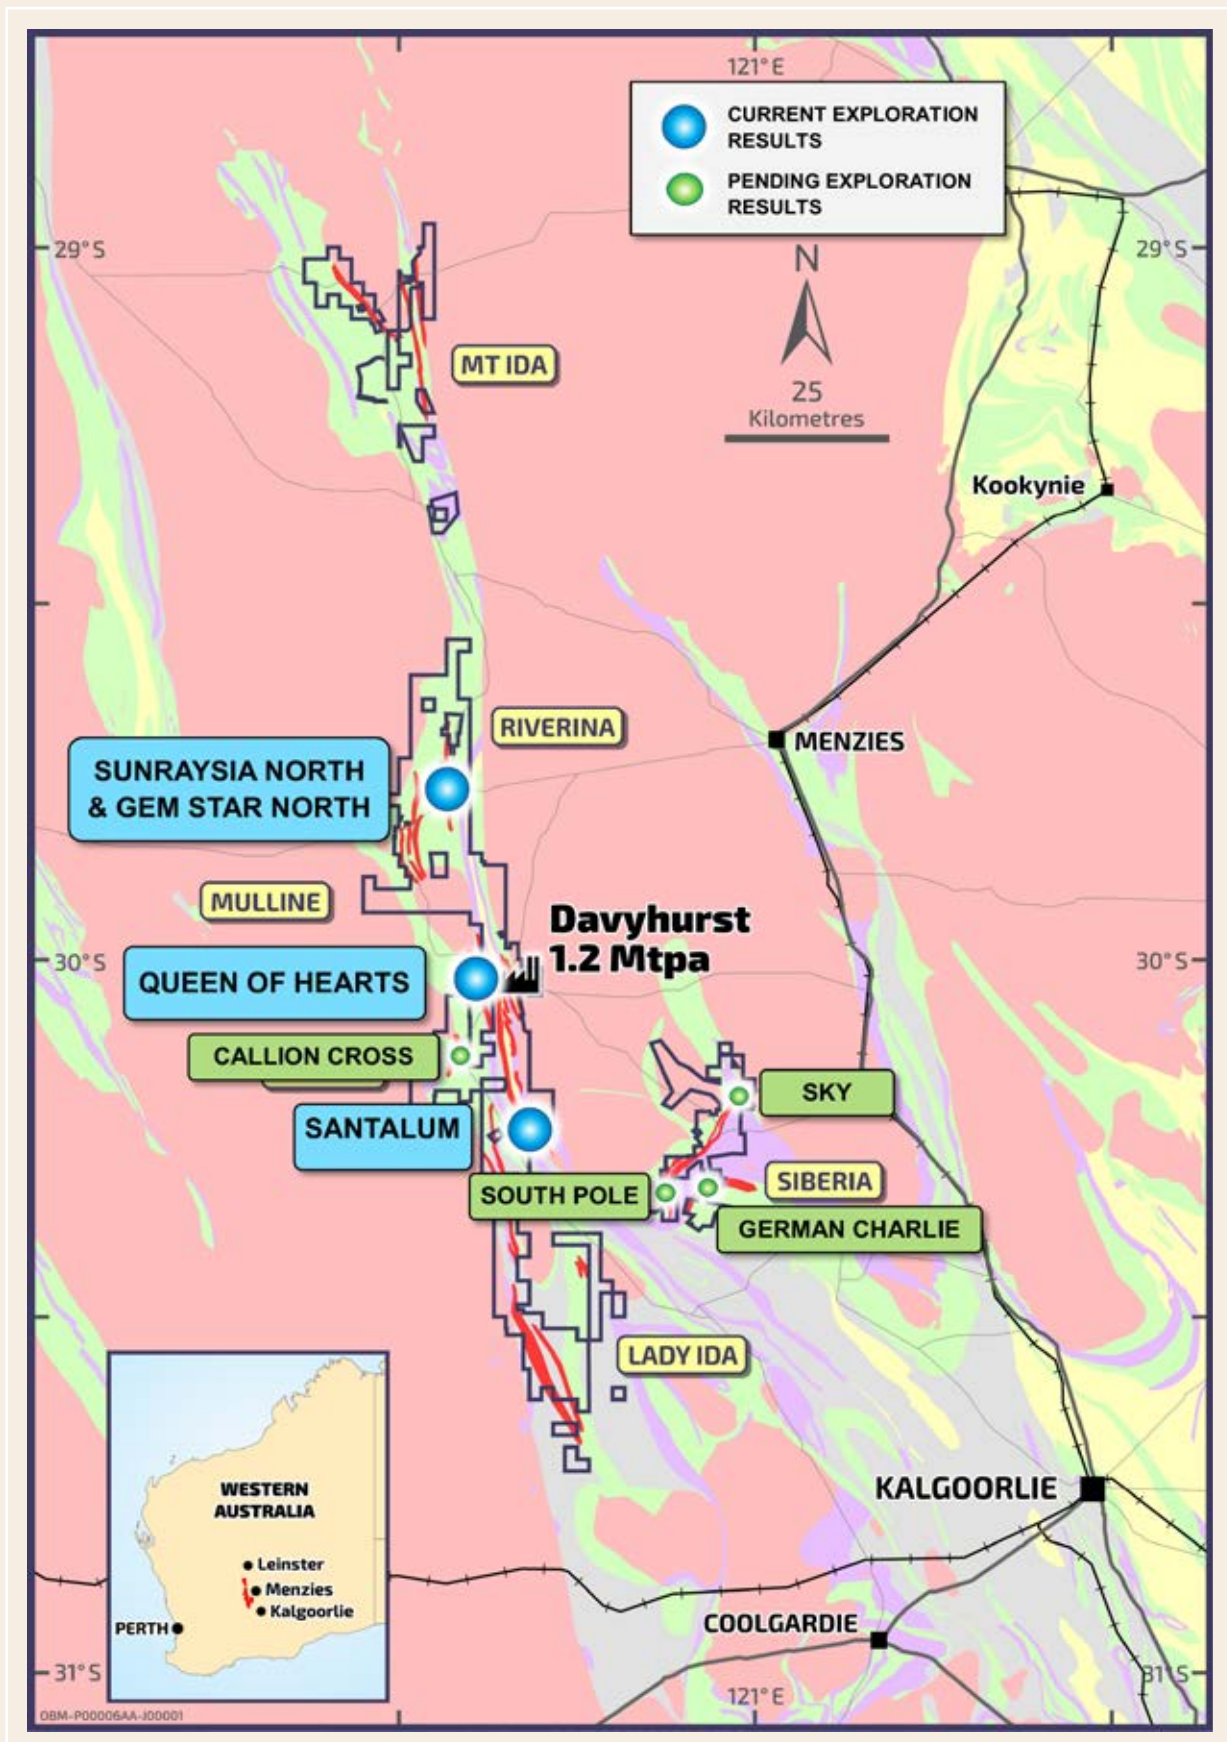 121° E
CURRENT EXPLORATION
RESULTS
PENDING EXPLORATION
RESULTS
29° S
29° S
N
25
Kilometres
MT IDA
Kookynie
RIVERINA
MENZIES
SUNRAYSIA NORTH
& GEM STAR NORTH
MULLINE
Davyhurst
1.2 Mtpa
30° S
30° S
QUEEN OF HEARTS
CALLION CROSS
SKY
SANTALUM
SIBERIA
SOUTH POLE
GERMAN CHARLIE
LADY IDA
KALGOORLIE
WESTERN
AUSTRALIA
Leinster
Menzies
Kalgoorlie
PERTH
COOLGARDIE
31° S
31° S
121° E
OBM-P00006AA-J00001